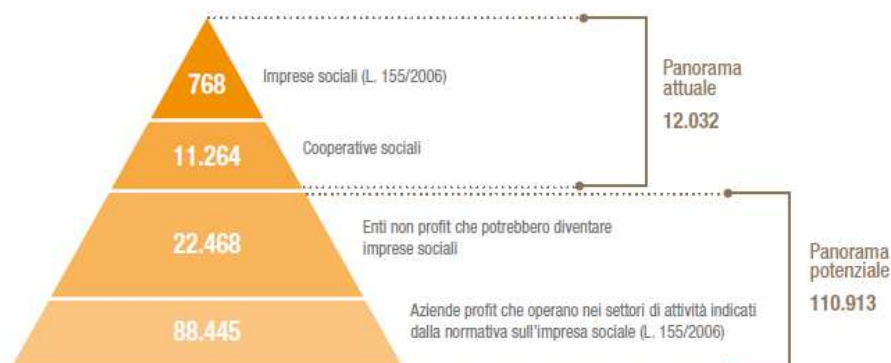 768
Imprese sociali (L. 155/2006)
Panorama
attuale
12.032
11.264
Cooperative sociali
22.468
Enti non profit che potrebbero diventare
imprese sociali
Panorama
potenziale
110.913
88.445
Aziende profit che operano nei settori di attività indicati
dalla normativa sull'impresa sociale (L. 155/2006)